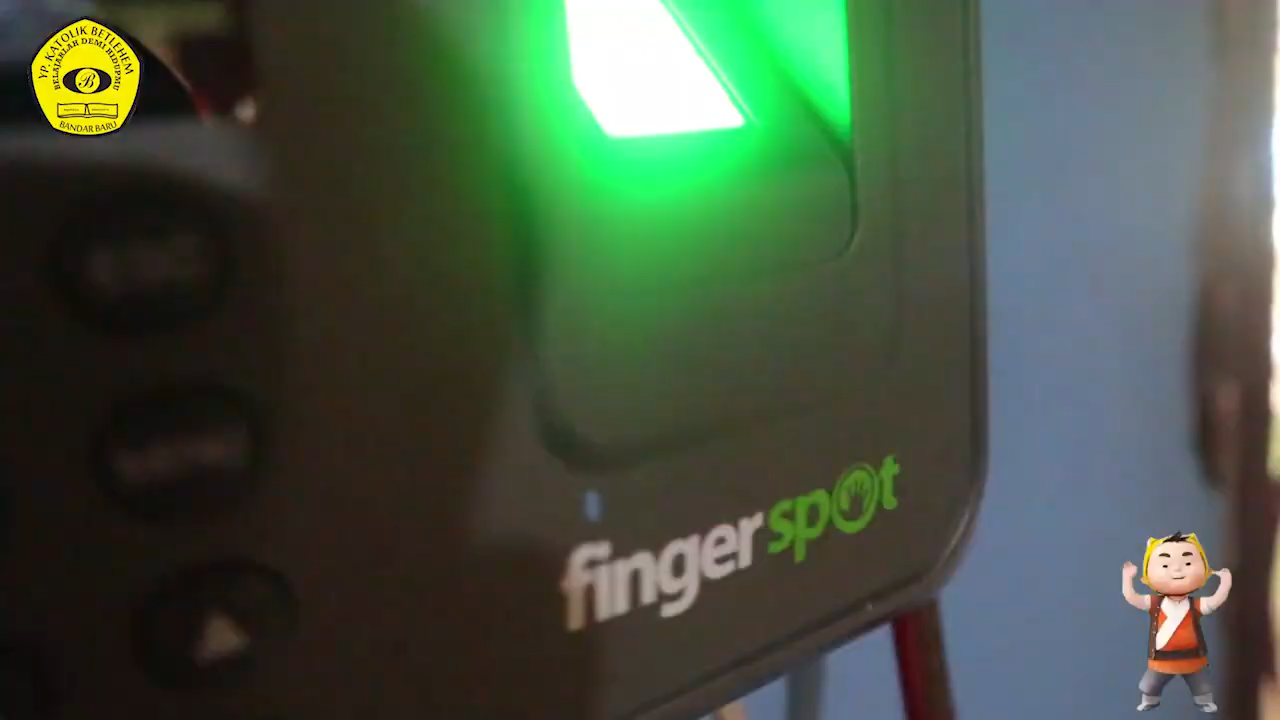 YP. KATOLIK BETLEHEM
BELAJARLAH DEMI HIDUPMU
B
BANDAR BARU
fingerspot